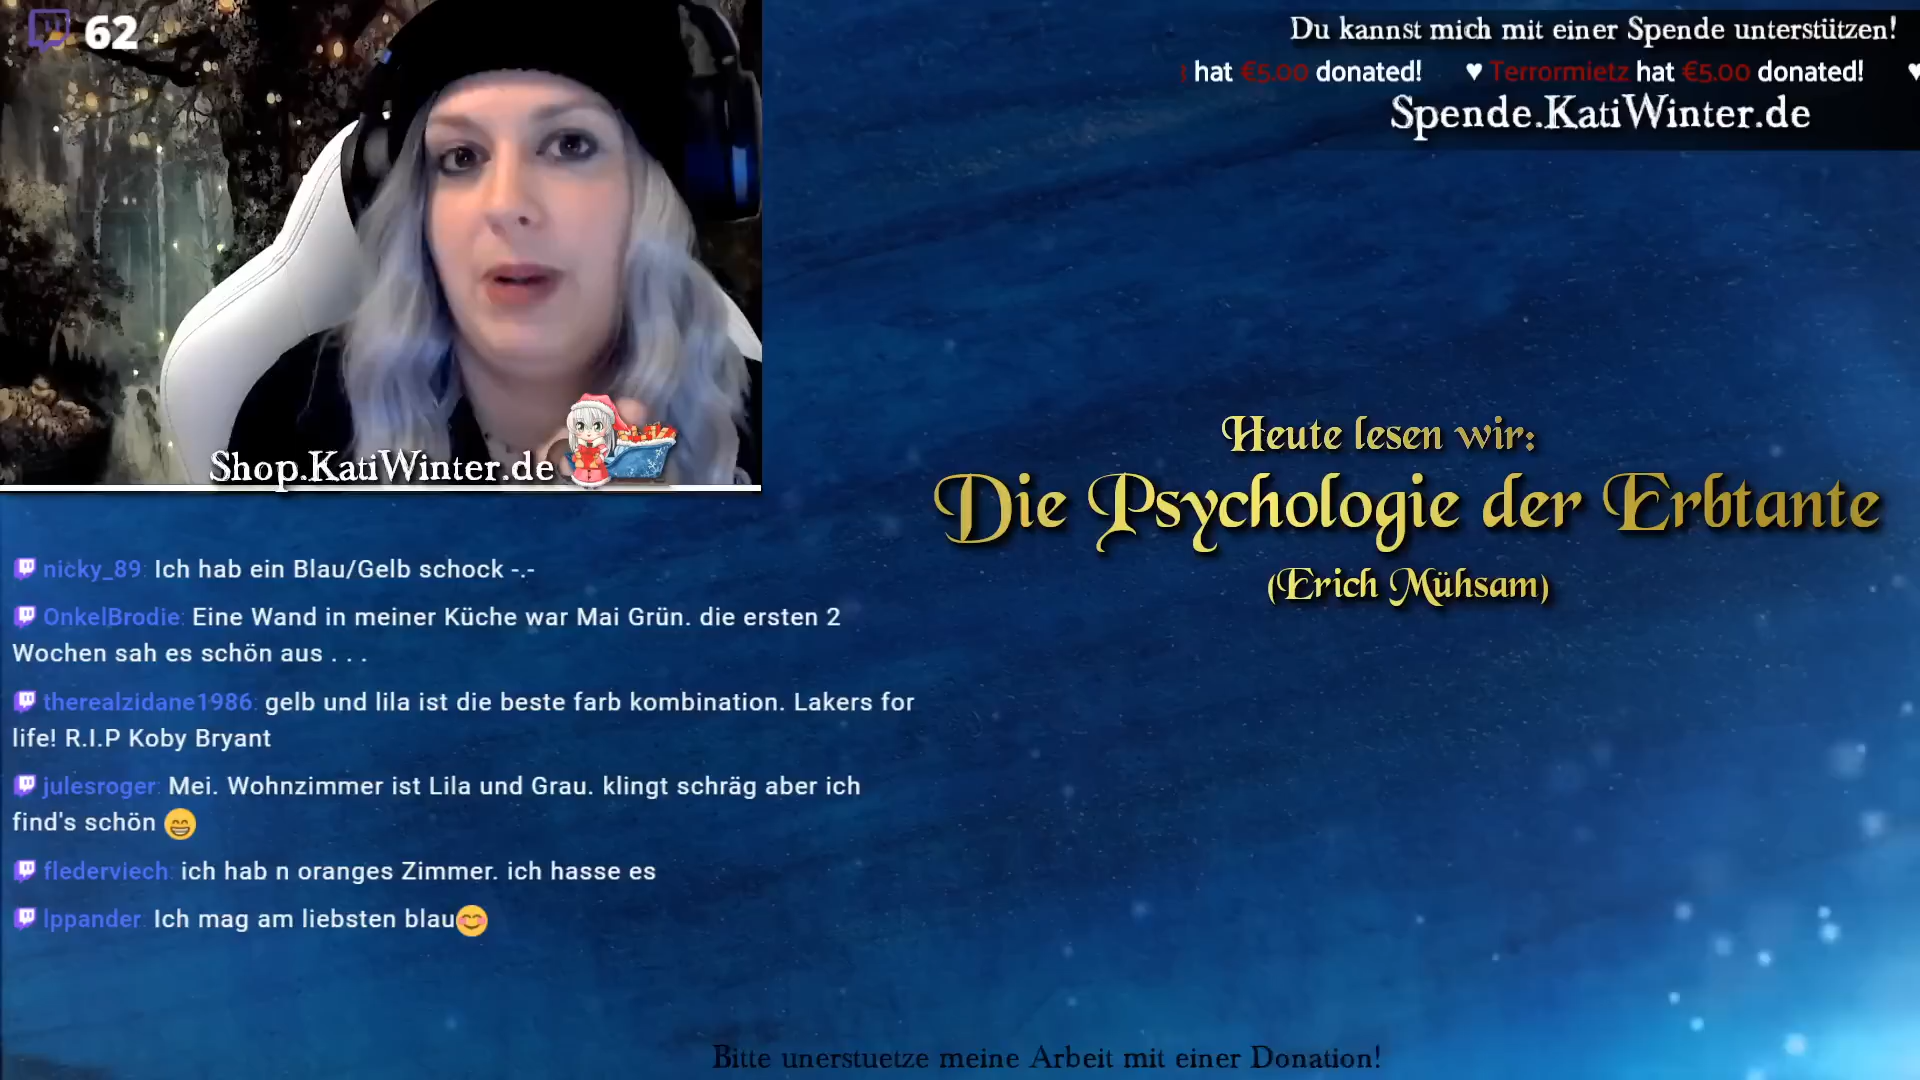 62
Du kannst mich mit einer Spende unterstützen!
hat €5.00 donated! ♥ Terrormietz hat €5.00 donated! ♥
Spende.KatiWinter.de
Shop.KatiWinter.de
Heute lesen wir:
Die Psychologie der Erbtante
(Erich Mühsam)
nicky_89: Ich hab ein Blau/Gelb schock -.-
OnkelBrodie: Eine Wand in meiner Küche war Mai Grün. die ersten 2
Wochen sah es schön aus . . .
therealzidane1986: gelb und lila ist die beste farb kombination. Lakers for
life! R.I.P Koby Bryant
julesroger: Mei. Wohnzimmer ist Lila und Grau. klingt schräg aber ich
find's schön 😄
flederviech: ich hab n oranges Zimmer. ich hasse es
lppander: Ich mag am liebsten blau😊
Bitte unerstuetze meine Arbeit mit einer Donation!